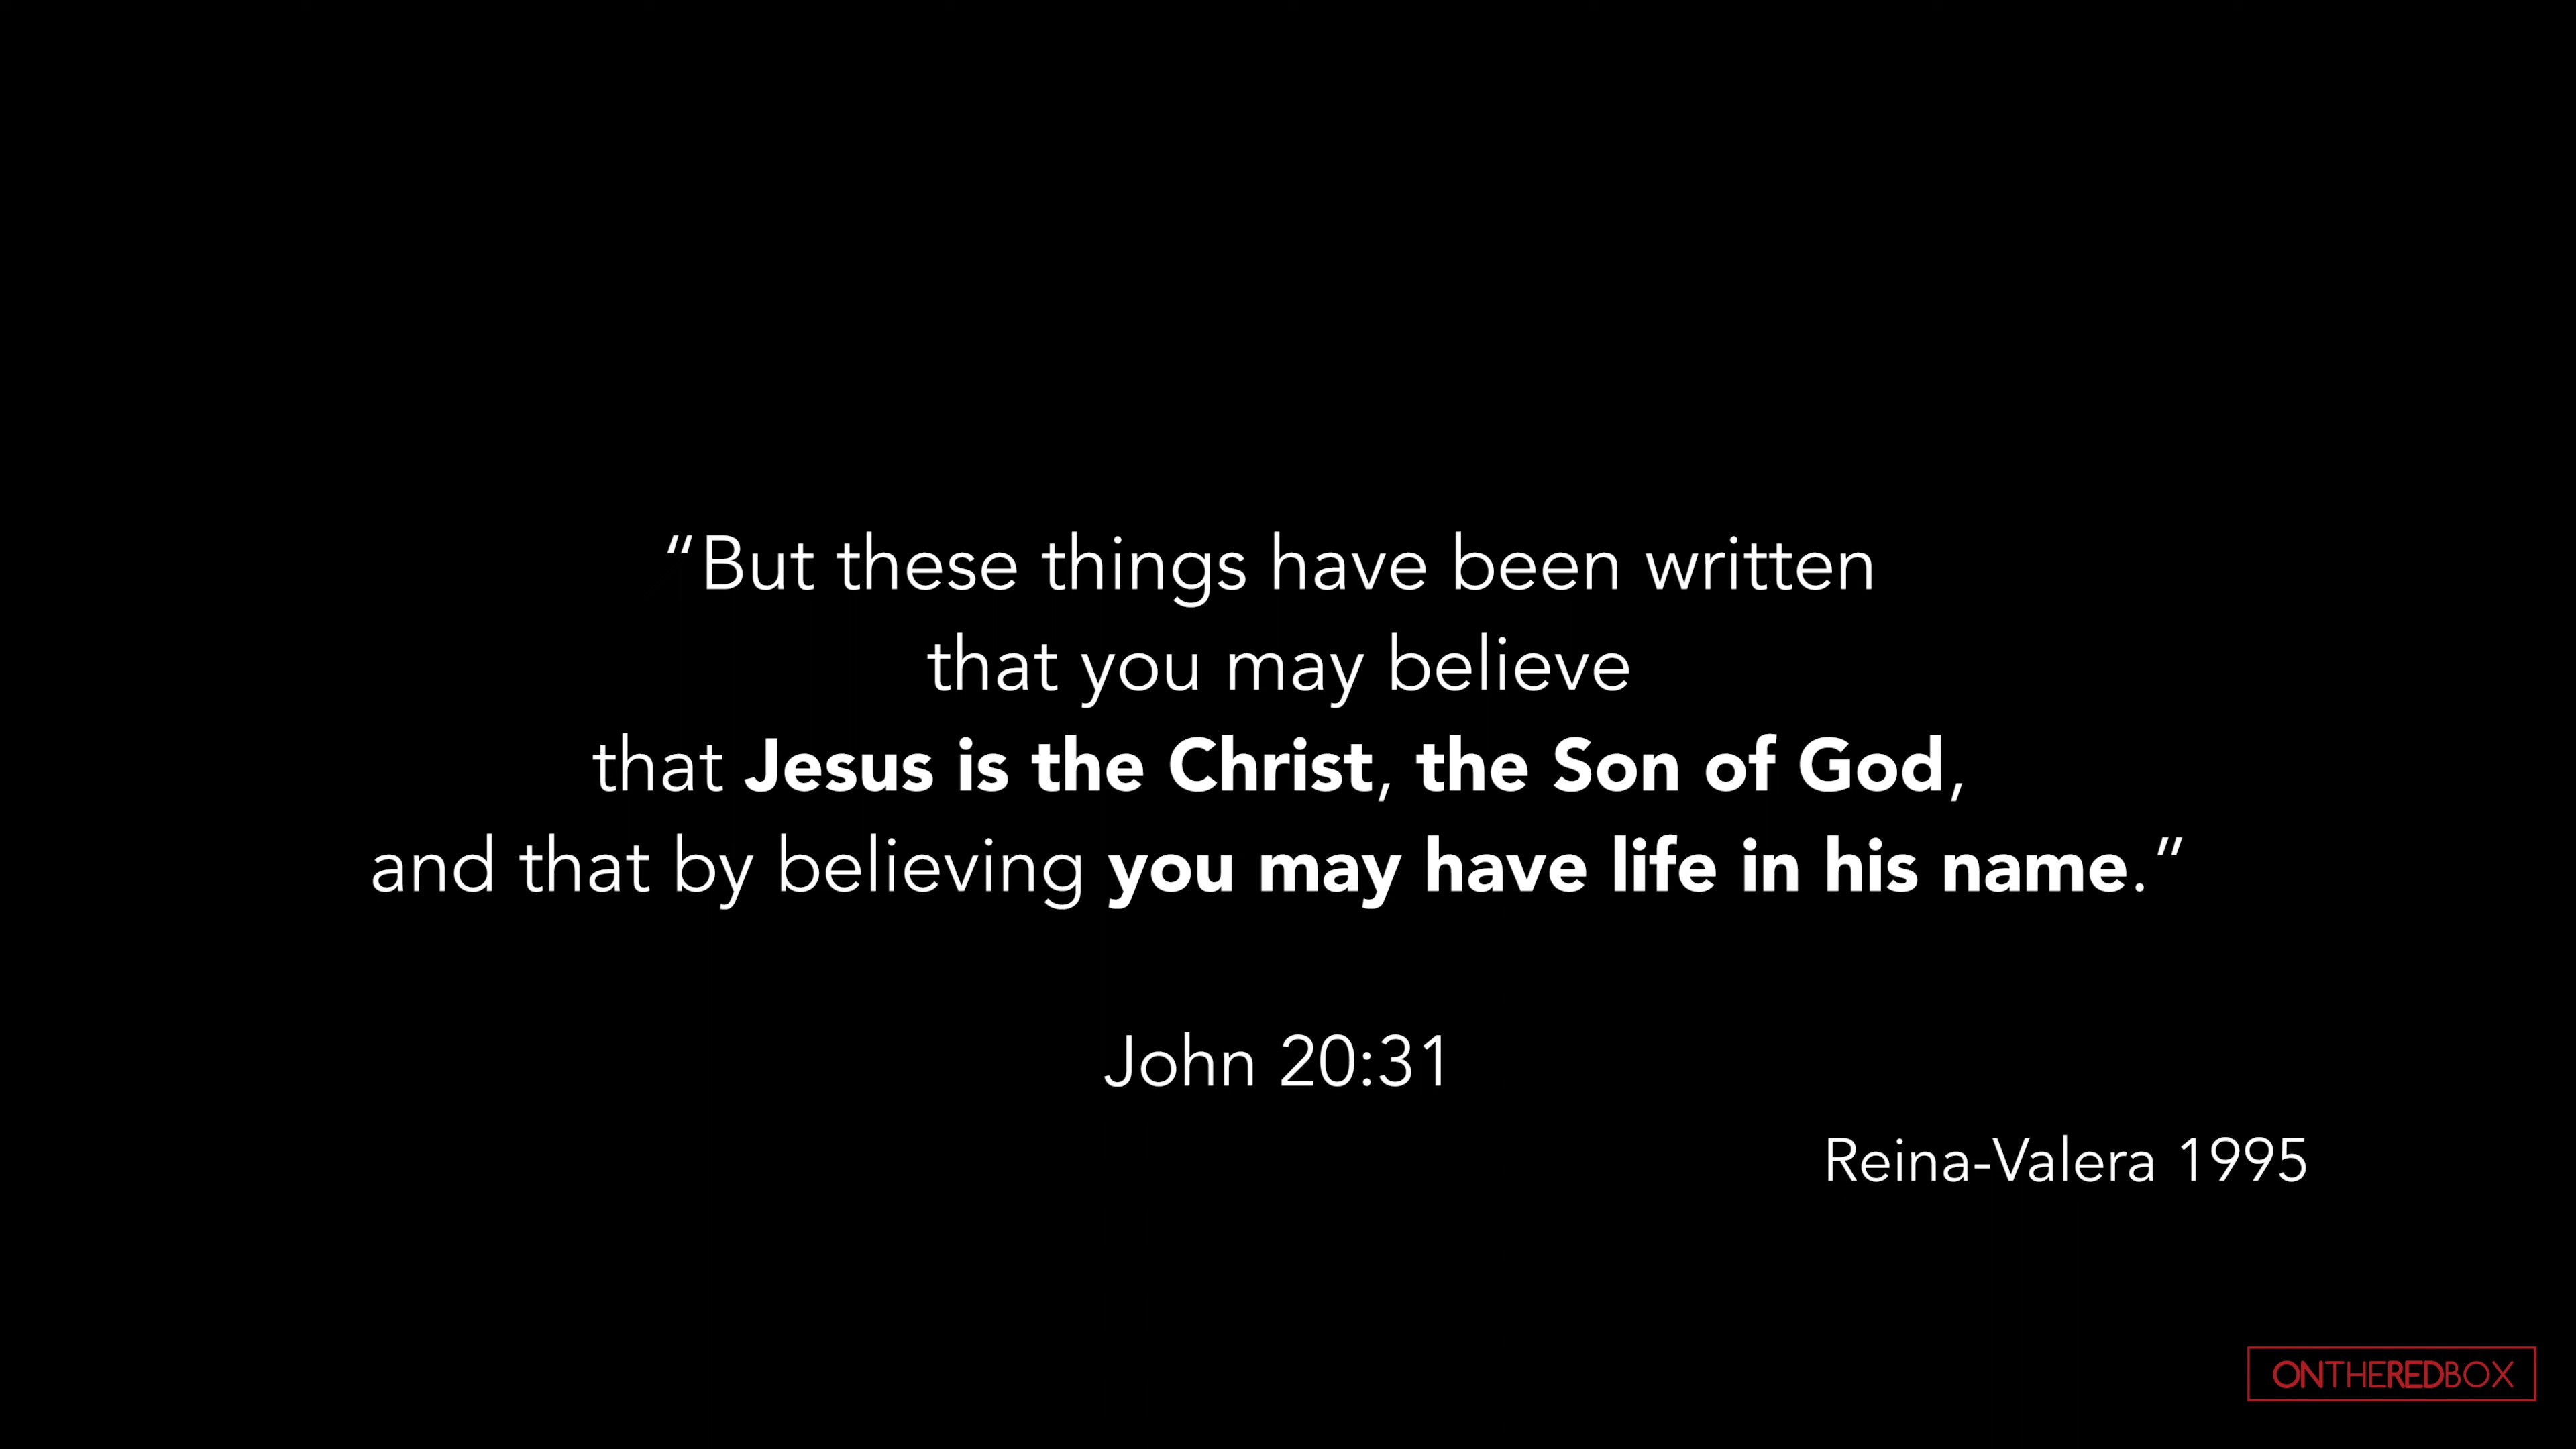 “But these things have been written
that you may believe
that Jesus is the Christ, the Son of God,
and that by believing you may have life in his name.”
John 20:31
Reina-Valera 1995
ONTHEREDBOX